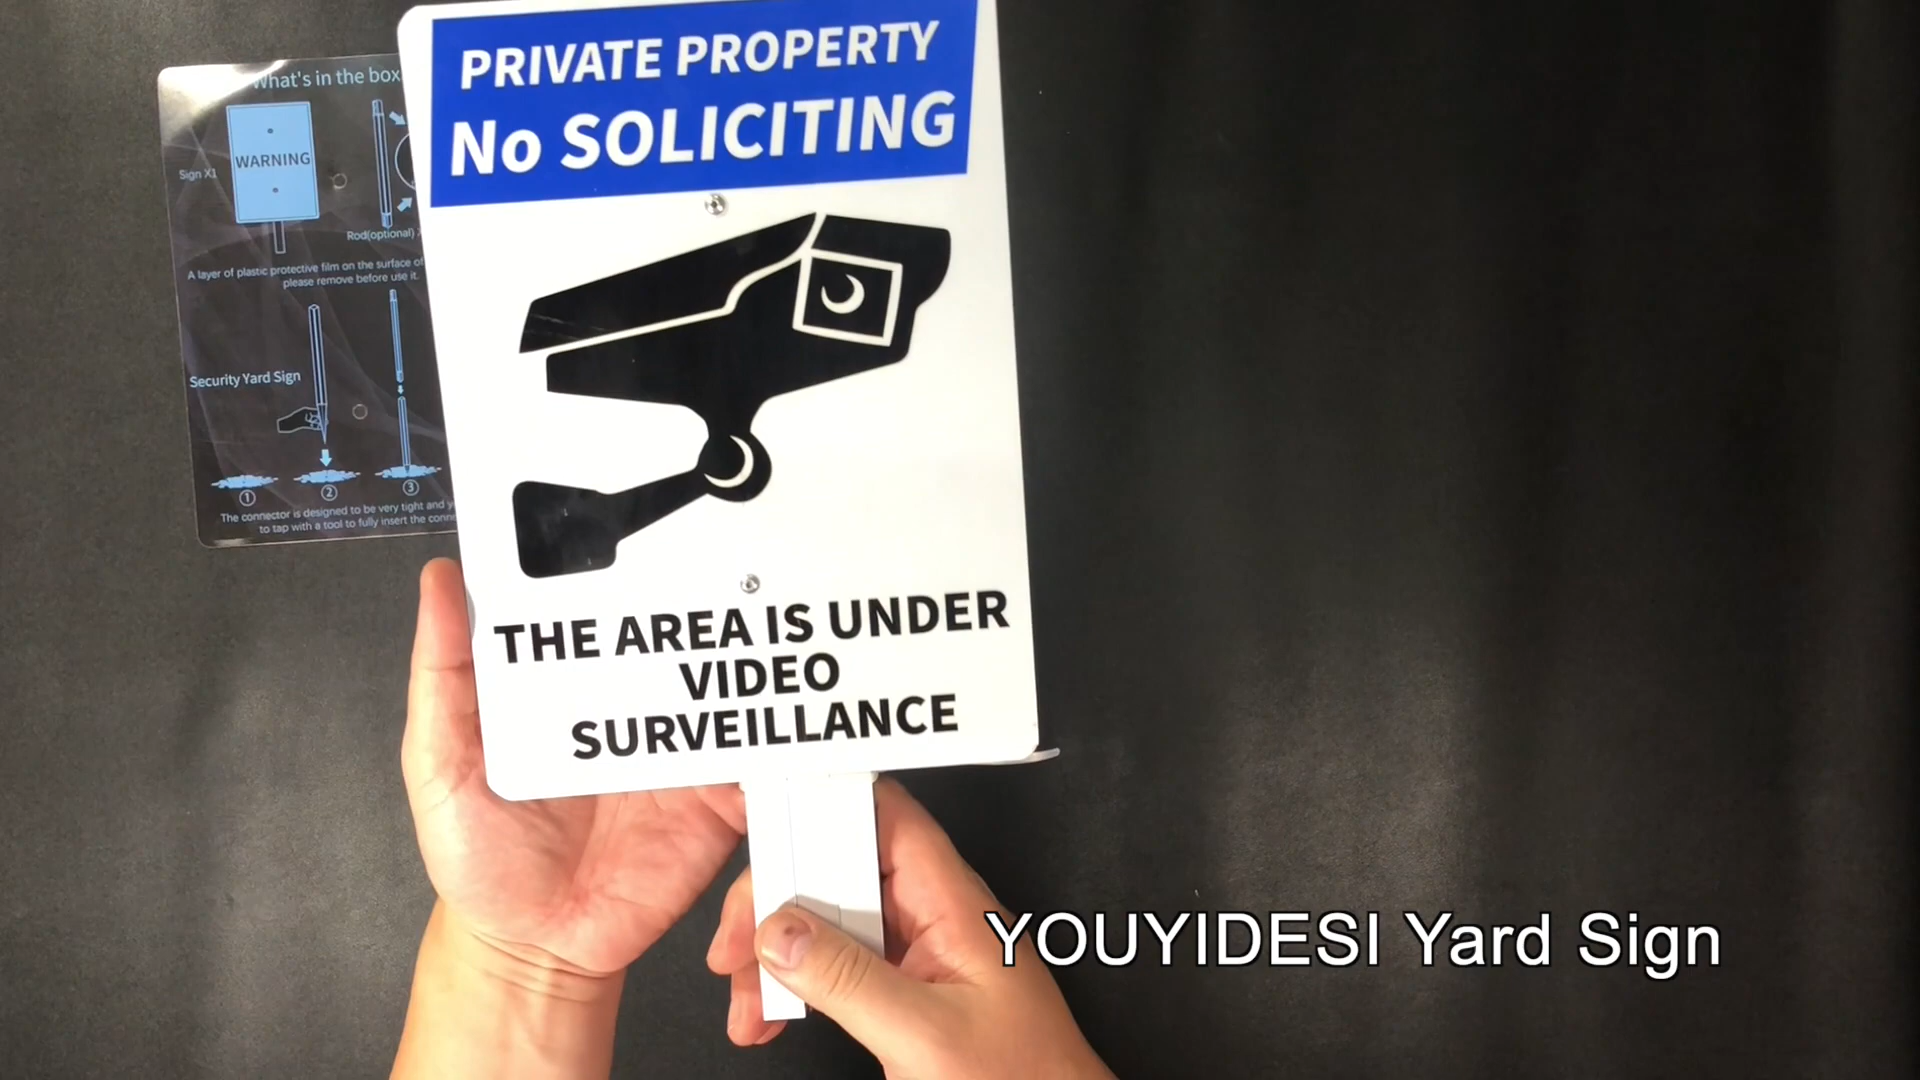 PRIVATE PROPERTY
No SOLICITING
THE AREA IS UNDER
VIDEO
SURVEILLANCE
What's in the box
WARNING
Sign X1
Rod(optional)
A layer of plastic protective film on the surface of
please remove before use it.
Security Yard Sign
① ② ③
The connector is designed to be very tight and
to tap with a tool to fully insert the
YOUYIDESI Yard Sign